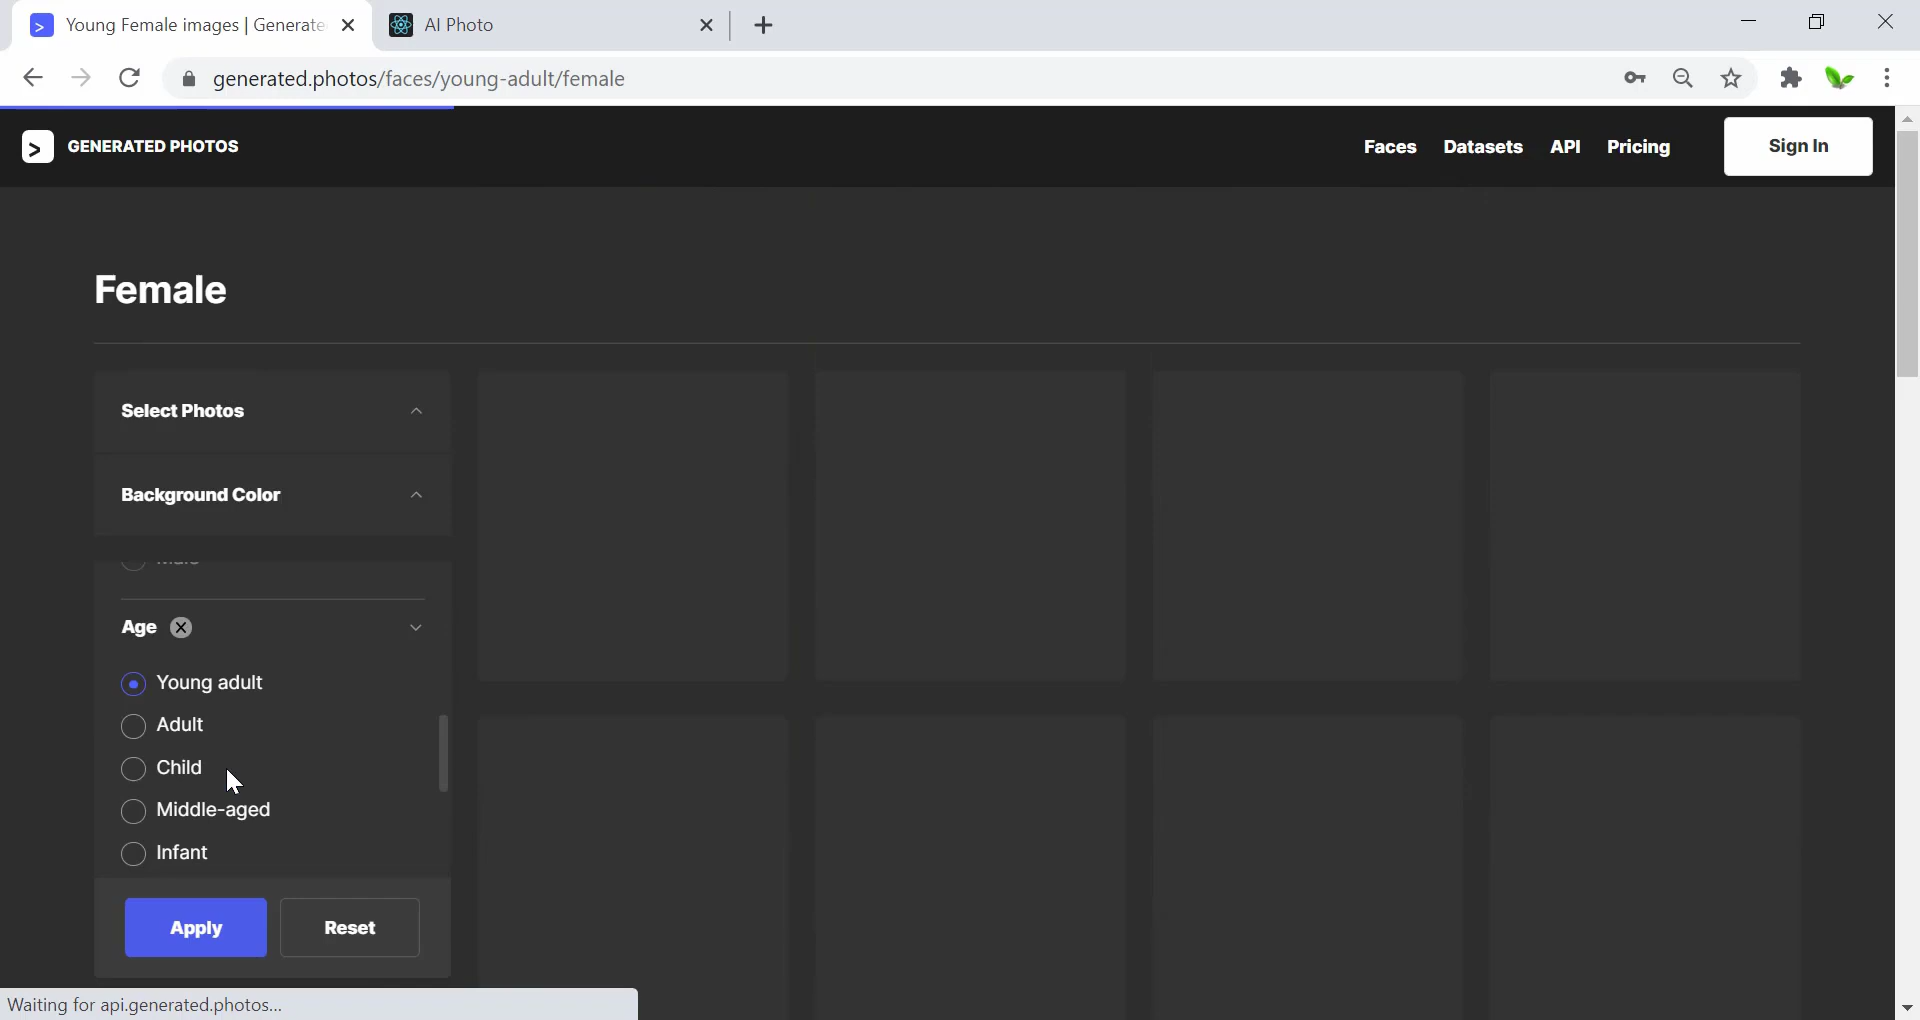 Young Female images | Generate
AI Photo
generated.photos/faces/young-adult/female
GENERATED PHOTOS
Faces
Datasets
API
Pricing
Sign In
Female
Select Photos
Background Color
Age
Young adult
Adult
Child
Middle-aged
Infant
Apply
Reset
Waiting for api.generated.photos...